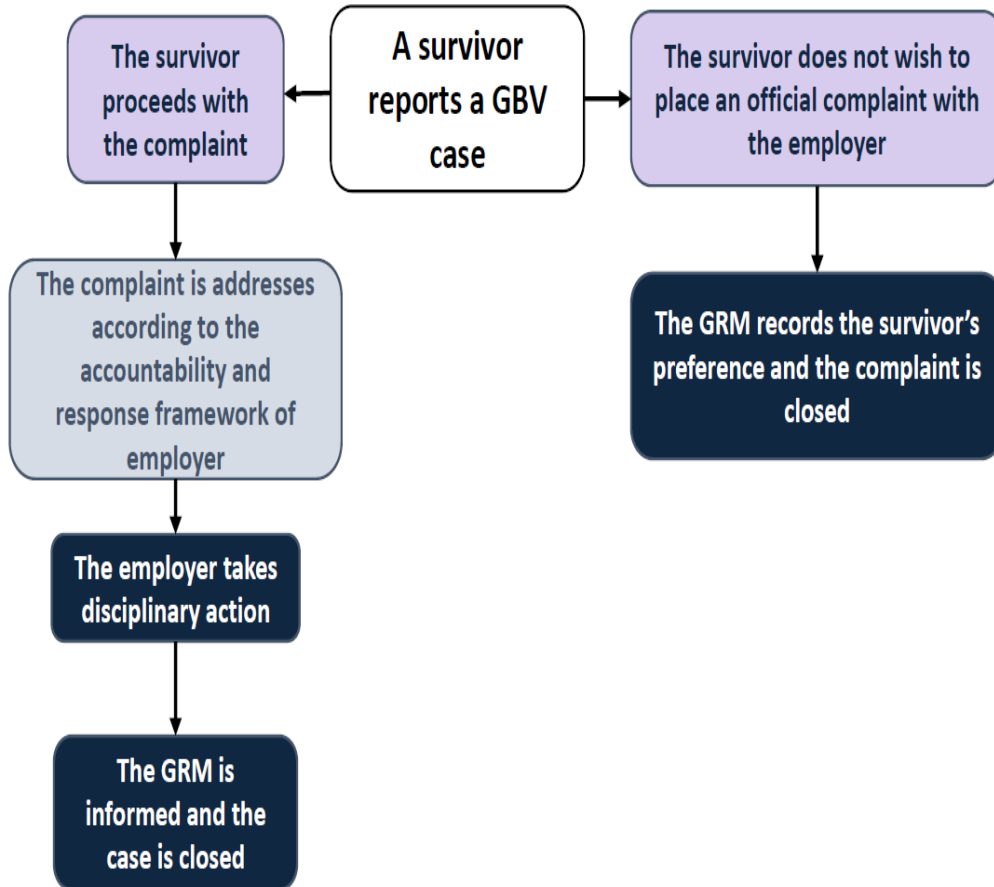 A survivor
reports a GBV
case
The survivor
proceeds with
the complaint
The survivor does not wish to
place an official complaint with
the employer
The complaint is addresses
according to the
accountability and
response framework of
employer
The GRM records the survivor’s
preference and the complaint is
closed
The employer takes
disciplinary action
The GRM is
informed and the
case is closed